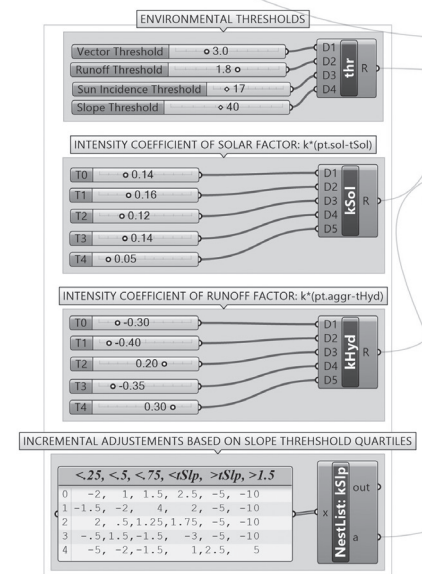 ENVIRONMENTAL THRESHOLDS
Vector Threshold 3.0 D1
Runoff Threshold 1.8 D2
Sun Incidence Threshold 17 D3
Slope Threshold 40 D4
thr R
INTENSITY COEFFICIENT OF SOLAR FACTOR: k*(pt.sol-tSol)
T0 0.14 D1
T1 0.16 D2
T2 0.12 D3
T3 0.14 D4
T4 0.05 D5
kSol R
INTENSITY COEFFICIENT OF RUNOFF FACTOR: k*(pt.aggr-tHyd)
T0 -0.30 D1
T1 -0.40 D2
T2 0.20 D3
T3 -0.35 D4
T4 0.30 D5
kHyd R
INCREMENTAL ADJUSTEMENTS BASED ON SLOPE THREHSHOLD QUARTILES
<.25, <.5, <.75, <tSlp, >tSlp, >1.5
0 -2, 1, 1.5, 2.5, -5, -10
1 -1.5, -2, 4, 2, -5, -10
2 2, .5,1.25,1.75, -5, -10
3 -.5,1.5,-1.5, -3, -5, -10
4 -5, -2,-1.5, 1,2.5, 5
x NestList: kSlp out
a